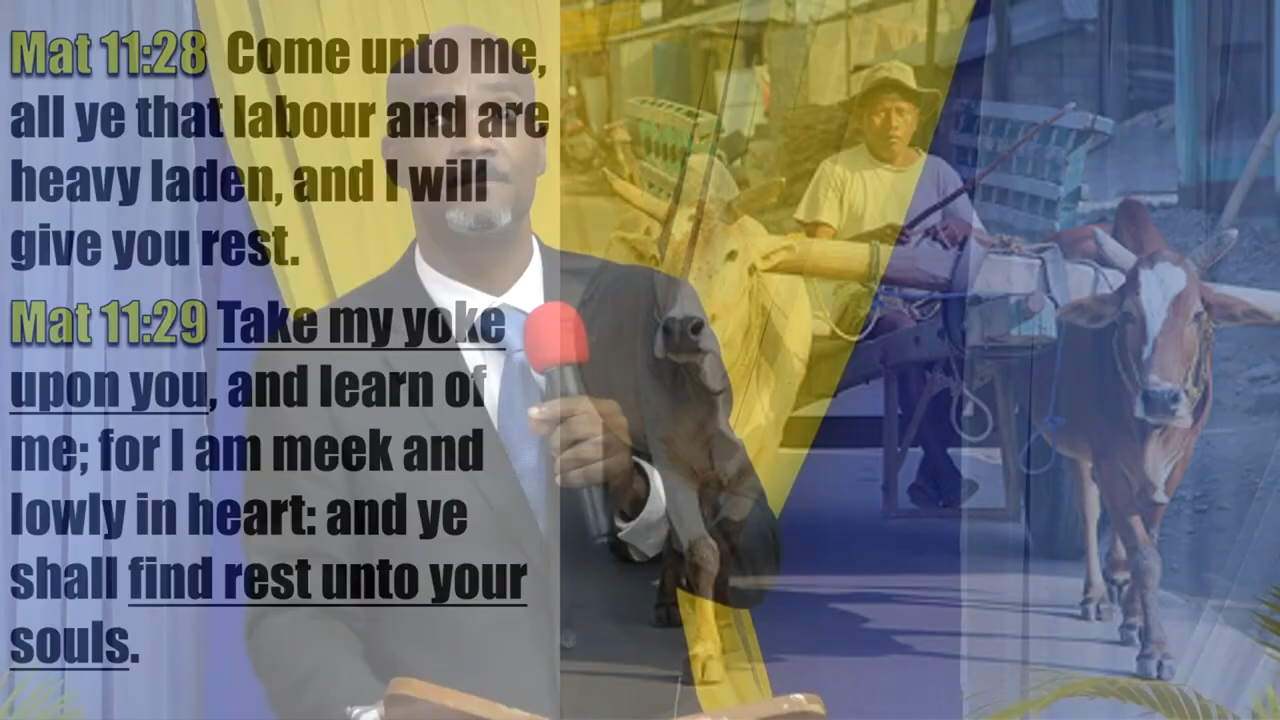 Mat 11:28 Come unto me,
all ye that labour and are
heavy laden, and I will
give you rest.
Mat 11:29 Take my yoke
upon you, and learn of
me; for I am meek and
lowly in heart: and ye
shall find rest unto your
souls.